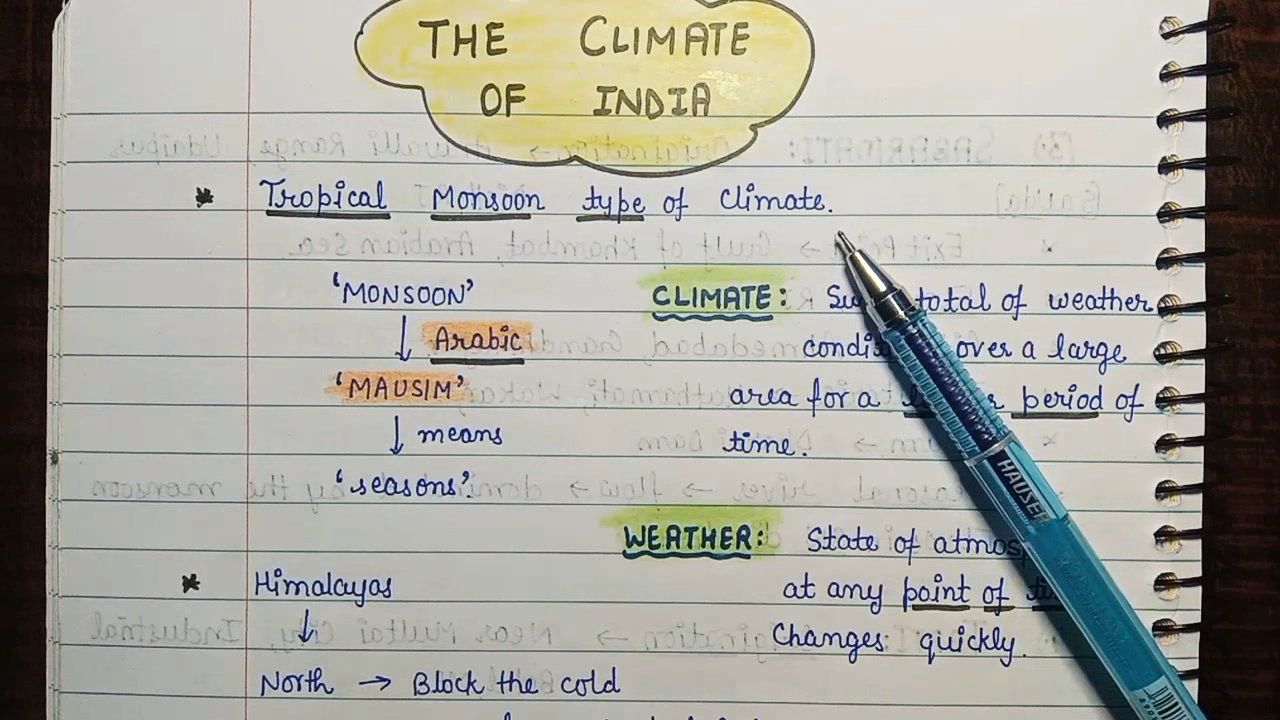 THE CLIMATE
OF INDIA
* Tropical Monsoon type of Climate.
'MONSOON'
↓ Arabic
'MAUSIM'
↓ means
'seasons'
CLIMATE: total of weather
over a large
area for a period of
time.
WEATHER: State of
at any point of
Changes quickly.
* Himalayas
↓
North → Block the cold
HAUSER